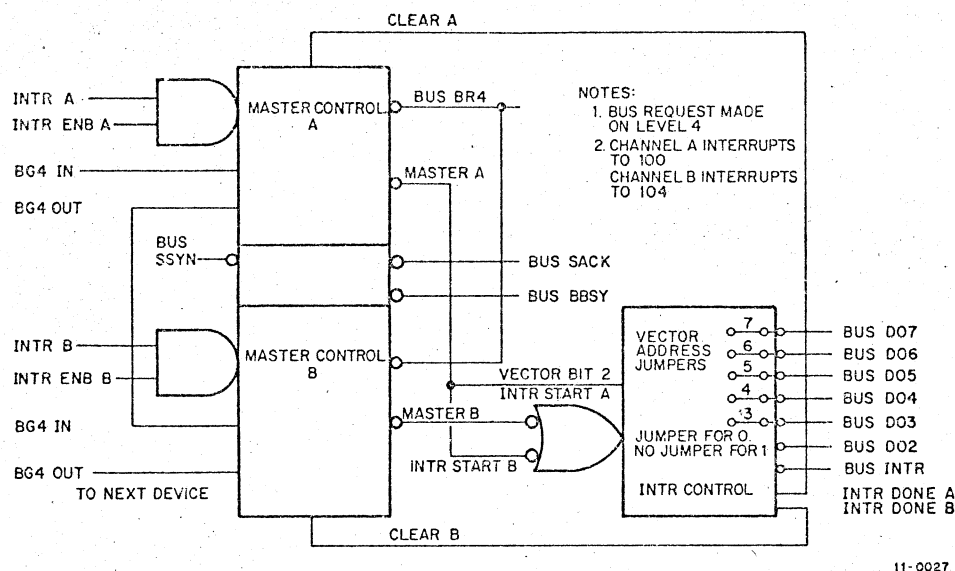 CLEAR A
INTR A
INTR ENB A
BG4 IN
BG4 OUT
BUS
SSYN
MASTER CONTROL
A
BUS BR4
MASTER A
NOTES:
1. BUS REQUEST MADE
ON LEVEL 4
2. CHANNEL A INTERRUPTS
TO 100
CHANNEL B INTERRUPTS
TO 104
BUS SACK
BUS BBSY
INTR B
INTR ENB B
BG4 IN
BG4 OUT
TO NEXT DEVICE
MASTER CONTROL
B
VECTOR BIT 2
INTR START A
MASTER B
INTR START B
VECTOR
ADDRESS
JUMPERS
7
6
5
4
3
JUMPER FOR 0.
NO JUMPER FOR 1
INTR CONTROL
BUS D07
BUS D06
BUS D05
BUS D04
BUS D03
BUS D02
BUS INTR
INTR DONE A
INTR DONE B
CLEAR B
11-0027